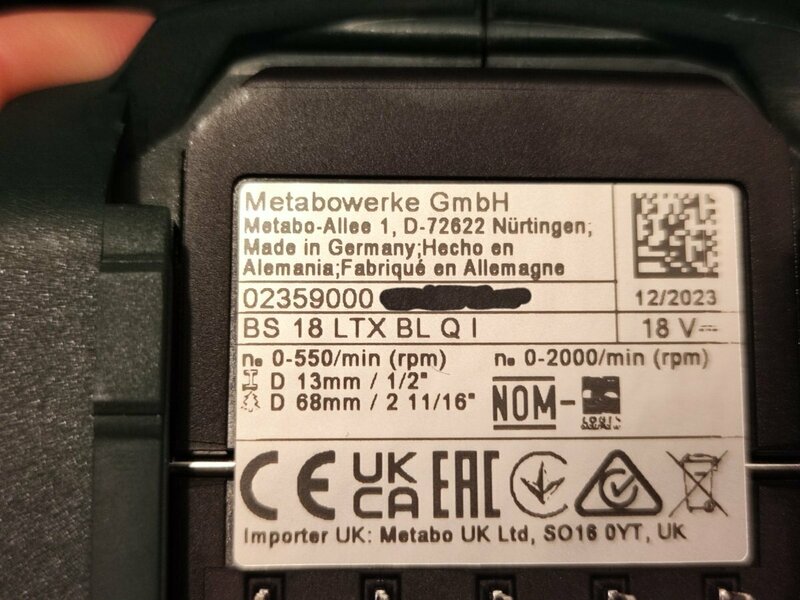 Metabowerke GmbH
Metabo-Allee 1, D-72622 Nürtingen;
Made in Germany;Hecho en
Alemania;Fabriqué en Allemagne
02359000
12/2023
BS 18 LTX BL Q I
18 V
n₀ 0-550/min (rpm) n₀ 0-2000/min (rpm)
D 13mm / 1/2"
D 68mm / 2 11/16"
NOM-
CE UK CA EAC
Importer UK: Metabo UK Ltd, SO16 0YT, UK